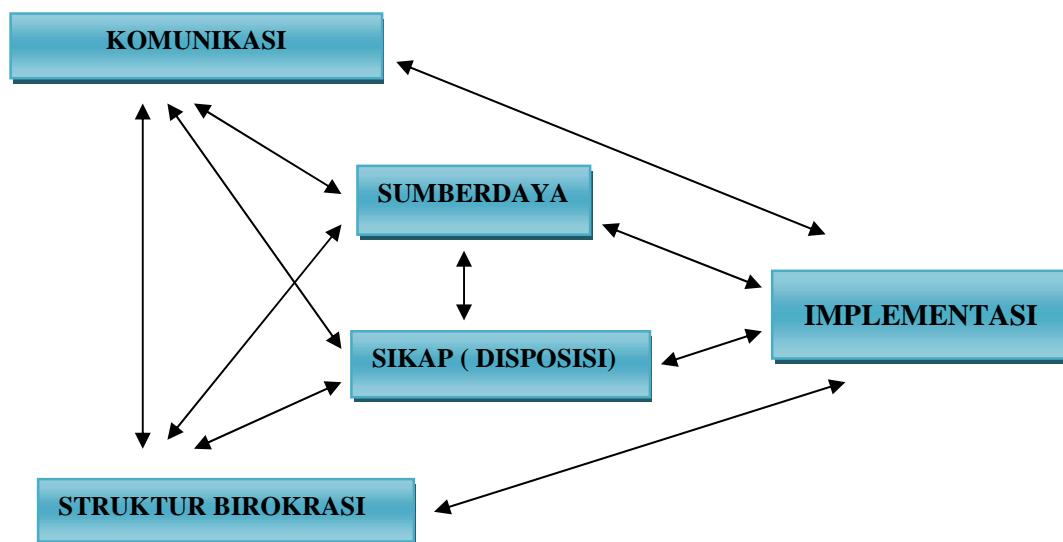 KOMUNIKASI
SUMBERDAYA
IMPLEMENTASI
SIKAP ( DISPOSISI)
STRUKTUR BIROKRASI